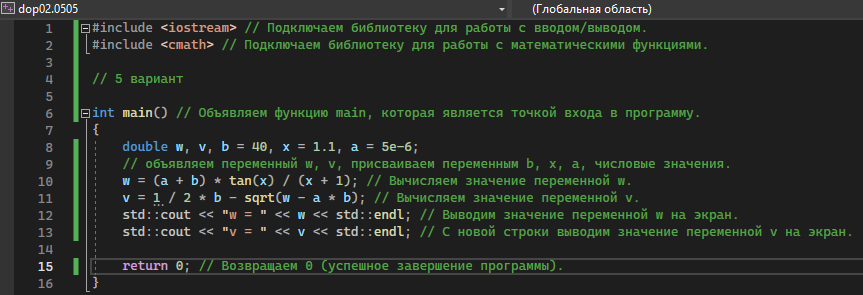 dop02.0505 (Глобальная область)
1 #include <iostream> // Подключаем библиотеку для работы с вводом/выводом.
2 #include <cmath> // Подключаем библиотеку для работы с математическими функциями.
3
4 // 5 вариант
5
6 int main() // Объявляем функцию main, которая является точкой входа в программу.
7 {
8 double w, v, b = 40, x = 1.1, a = 5e-6;
9 // объявляем переменный w, v, присваиваем переменным b, x, a, числовые значения.
10 w = (a + b) * tan(x) / (x + 1); // Вычисляем значение переменной w.
11 v = 1 / 2 * b - sqrt(w - a * b); // Вычисляем значение переменной v.
12 std::cout << "w = " << w << std::endl; // Выводим значение переменной w на экран.
13 std::cout << "v = " << v << std::endl; // С новой строки выводим значение переменной v на экран.
14
15 return 0; // Возвращаем 0 (успешное завершение программы).
16 }